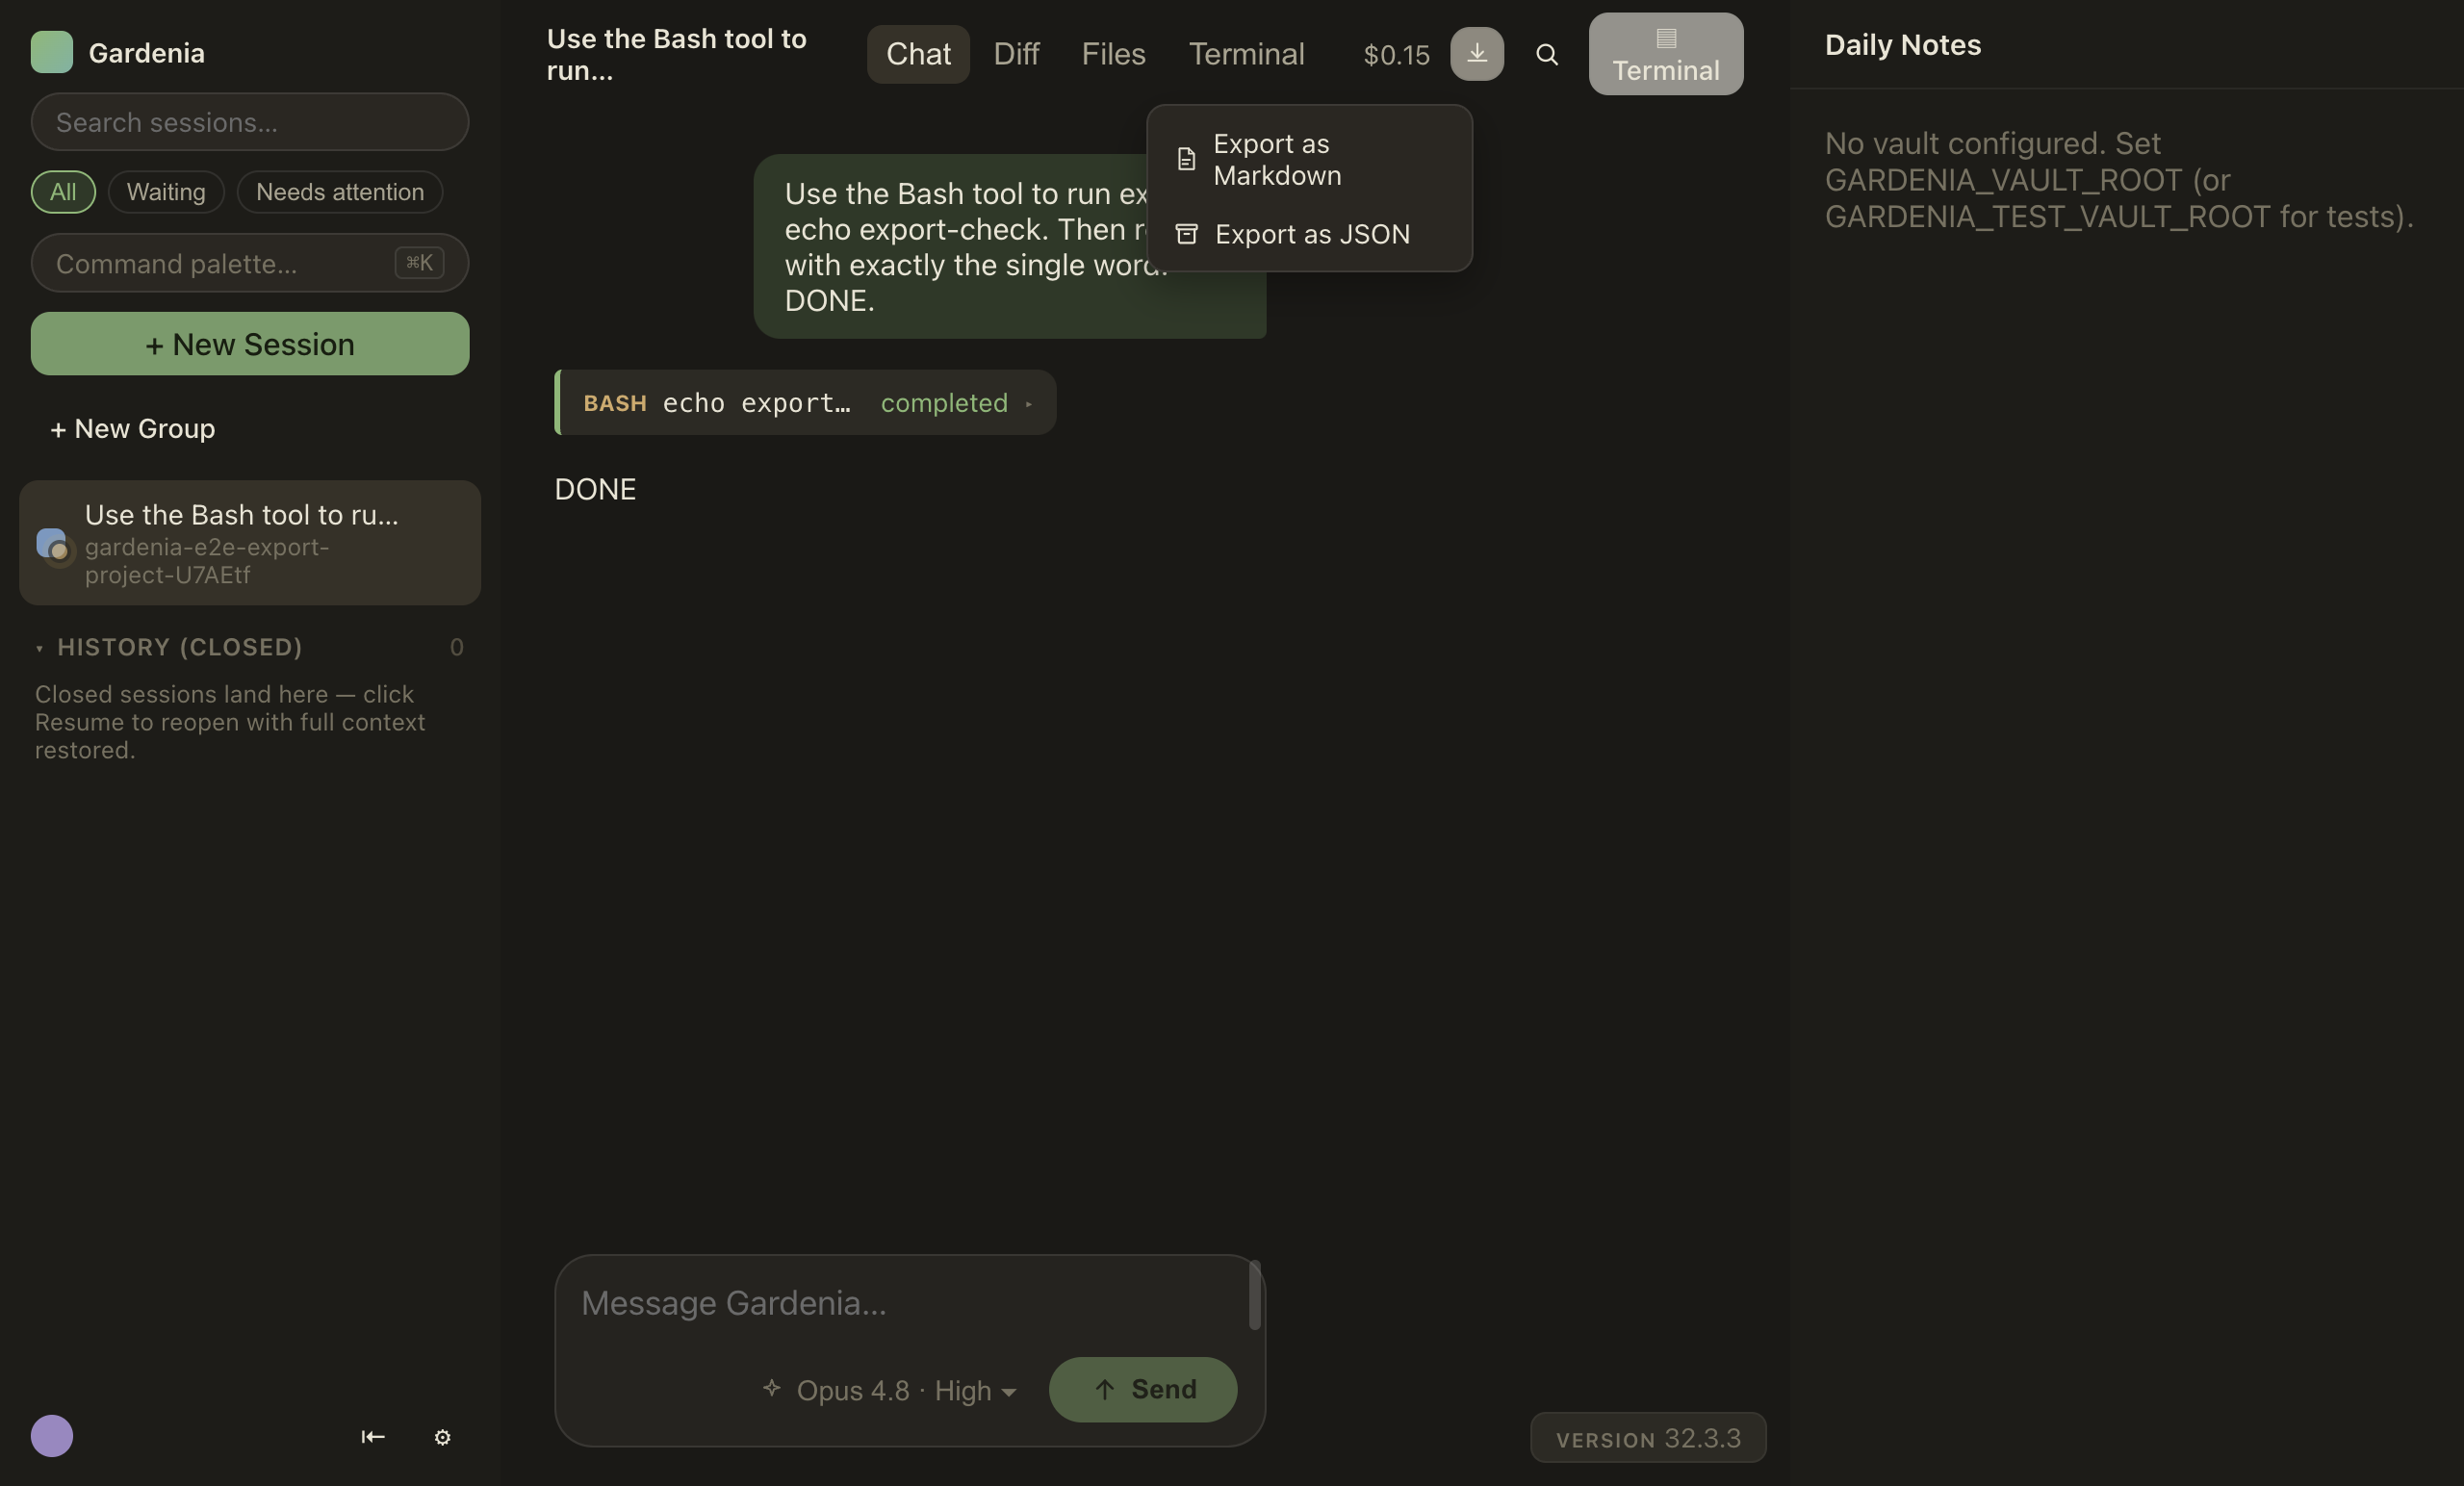 Gardenia
Search sessions...
All
Waiting
Needs attention
Command palette...
⌘K
+ New Session
+ New Group
Use the Bash tool to ru...
gardenia-e2e-export-
project-U7AEtf
HISTORY (CLOSED)
0
Closed sessions land here — click
Resume to reopen with full context
restored.
Use the Bash tool to
run...
Chat
Diff
Files
Terminal
$0.15
Terminal
Export as
Markdown
Export as JSON
Use the Bash tool to run
echo export-check. Then
with exactly the single word:
DONE.
BASH echo export… completed
DONE
Message Gardenia...
Opus 4.8 · High
Send
VERSION 32.3.3
Daily Notes
No vault configured. Set
GARDENIA_VAULT_ROOT (or
GARDENIA_TEST_VAULT_ROOT for tests).